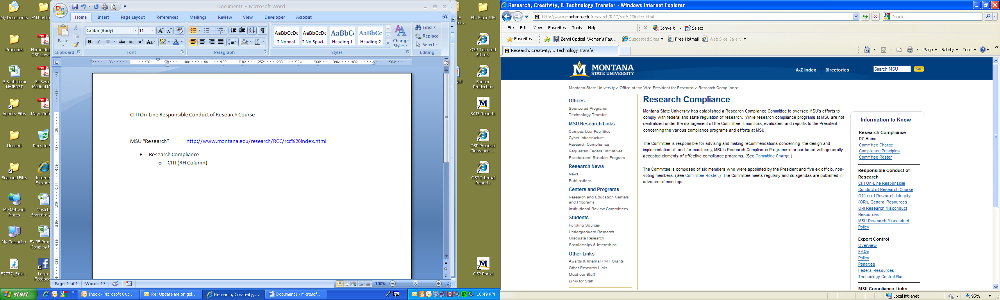 My Documents
FM Portfo
Programs
Huron Rep
OSP surve
S Scott term
NHIEDST
Eli Swar
Medical M
Agency Files
Mayo Refe
Unused
Recycle B
Scanned Files
Interne
Explore
My Network
Places
Voyich
Sorrento y
My Computer
FY 05 Prop
Comp by t
57777_Sinki...
Login
Faceboo
Document1 - Microsoft Word
Home Insert Page Layout References Mailings Review View Developer Acrobat
Calibri (Body) 11
Paste
Clipboard Font Paragraph Styles Editing
AaBbCcDc AaBbCcDc AaBbCc AaBbCc
¶ Normal ¶ No Spaci... Heading 1 Heading 2
Change
Styles
Find
Replace
Select
72 36 36 72 108 144 180 216 252 288 324 360 396 432 504
CITI On-Line Responsible Conduct of Research Course
MSU “Research” http://www.montana.edu/research/RCC/rcc%20index.html
• Research Compliance
o CITI (RH Column)
Page: 1 of 1 Words: 17 100%
6th Floor LJH
OSP Time and
Efforts
Banner
Production
SAIS Reports
OSP Proposal
Clearance ...
OSP Internal
Reports
OSP Portal
start
Inbox - Microsoft Out...
Re: Update me on gol...
Research, Creativity,...
Document1 - Microsof...
10:49 AM
Research, Creativity, & Technology Transfer - Windows Internet Explorer
http://www.montana.edu/research/RCC/rcc%20index.html
Google
File Edit View Favorites Tools Help
Convert Select
Favorites
Zenni Optical Women's Fas...
Suggested Sites
Free Hotmail
Web Slice Gallery
Research, Creativity, & Technology Transfer
Page Safety Tools
MONTANA
STATE UNIVERSITY
A-Z Index Directories
Search MSU GO
Montana State University > Office of the Vice President for Research > Research Compliance
Offices
Sponsored Programs
Technology Transfer
MSU Research Links
Campus User Facilities
Cyber-Infrastructure
Research Compliance
Requested Federal Initiatives
Postdoctoral Scholars Program
Research News
News
Publications
Centers and Programs
Research and Education Centers
and Programs
Institutional Review Committees
Students
Funding Sources
Undergraduate Research
Graduate Research
Scholarships & Internships
Other Links
Awards & Internal / MT Grants
Other Research Links
Meet our Staff
Links for Staff
Research Compliance
Montana State University has established a Research Compliance Committee to oversee MSU's efforts to
comply with federal and state regulation of research. While research compliance programs at MSU are not
centralized under the management of the Committee, it monitors, evaluates, and reports to the President
concerning the various compliance programs and efforts at MSU.
The Committee is responsible for advising and making recommendations concerning the design and
implementation of, and for monitoring, MSU's Research Compliance Programs in accordance with generally
accepted elements of effective compliance programs. (See Committee Charge.)
The Committee is composed of six members who were appointed by the President and five ex officio, non-
voting members. (See Committee Roster.) The Committee meets regularly and its agendas are published in
advance of meetings.
Information to Know
Research Compliance
RC Home
Committee Charge
Compliance Principles
Committee Roster
Responsible Conduct of
Research
CITI On-Line Responsible
Conduct of Research Course
Office of Research Integrity
(ORI), General Resources
ORI Research Misconduct
Resources
MSU Research Misconduct
Policy
Export Control
Overview
FAQs
Policy
Penalties
Federal Resources
Technology Control Plan
MSU Compliance Links
Local intranet
95%